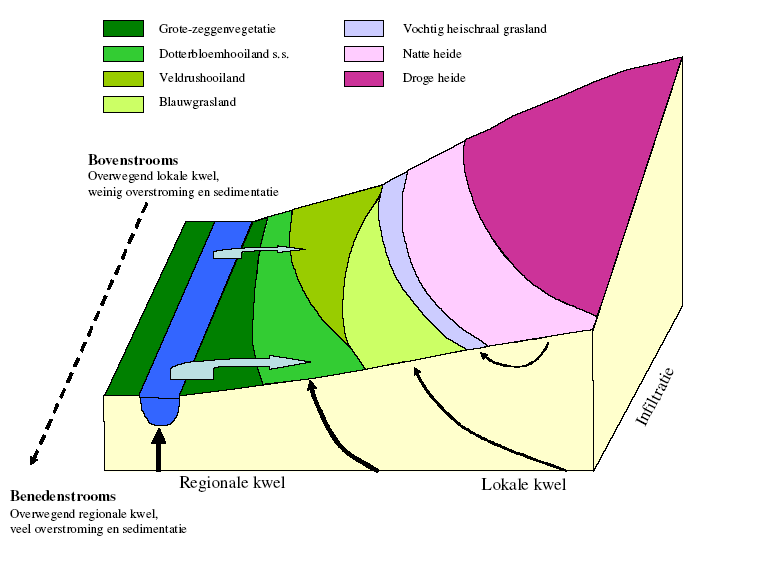 Grote-zeggenvegetatie
Dotterbloemhooiland s.s.
Veldrushooiland
Blauwgrasland
Vochtig heischraal grasland
Natte heide
Droge heide
Bovenstrooms
Overwegend lokale kwel,
weinig overstroming en sedimentatie
Infiltratie
Regionale kwel
Lokale kwel
Benedenstrooms
Overwegend regionale kwel,
veel overstroming en sedimentatie